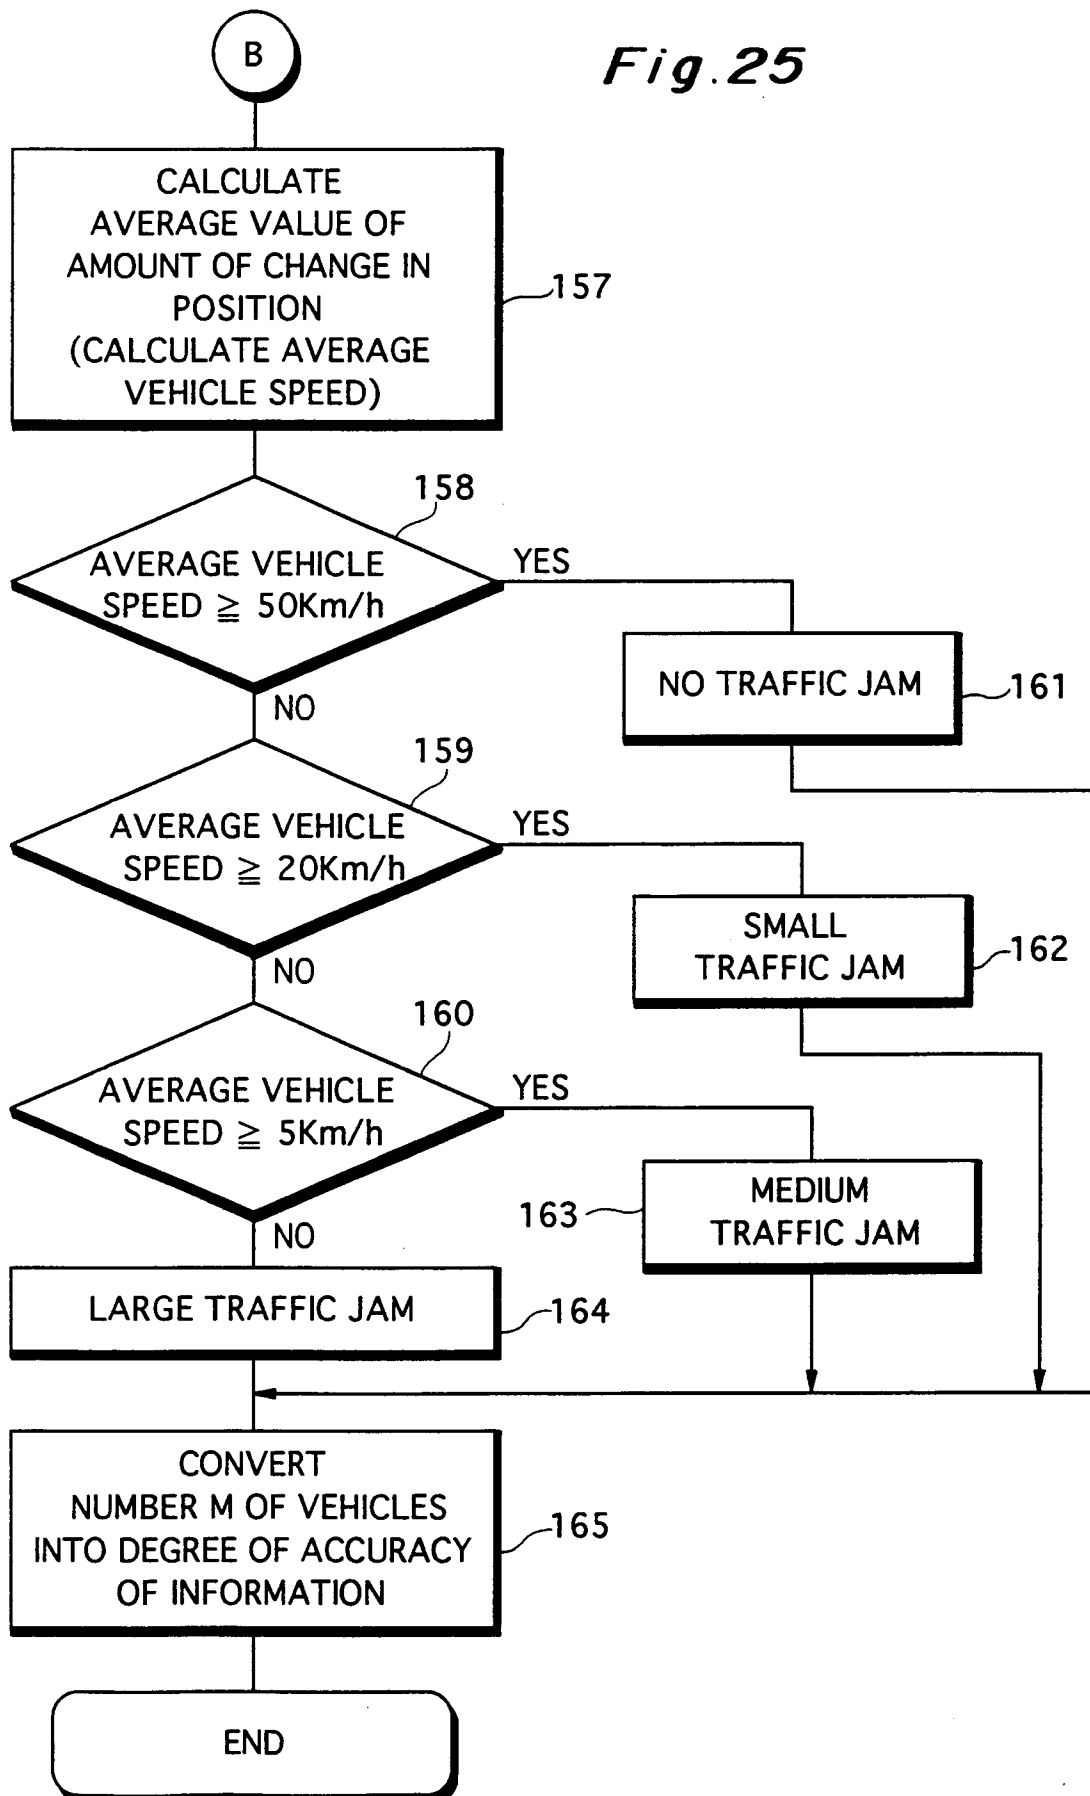 B
Fig.25
CALCULATE
AVERAGE VALUE OF
AMOUNT OF CHANGE IN
POSITION
(CALCULATE AVERAGE
VEHICLE SPEED)
157
158
AVERAGE VEHICLE
SPEED ≧ 50Km/h
YES
NO
NO TRAFFIC JAM
161
159
AVERAGE VEHICLE
SPEED ≧ 20Km/h
YES
NO
SMALL
TRAFFIC JAM
162
160
AVERAGE VEHICLE
SPEED ≧ 5Km/h
YES
NO
MEDIUM
TRAFFIC JAM
163
LARGE TRAFFIC JAM
164
CONVERT
NUMBER M OF VEHICLES
INTO DEGREE OF ACCURACY
OF INFORMATION
165
END